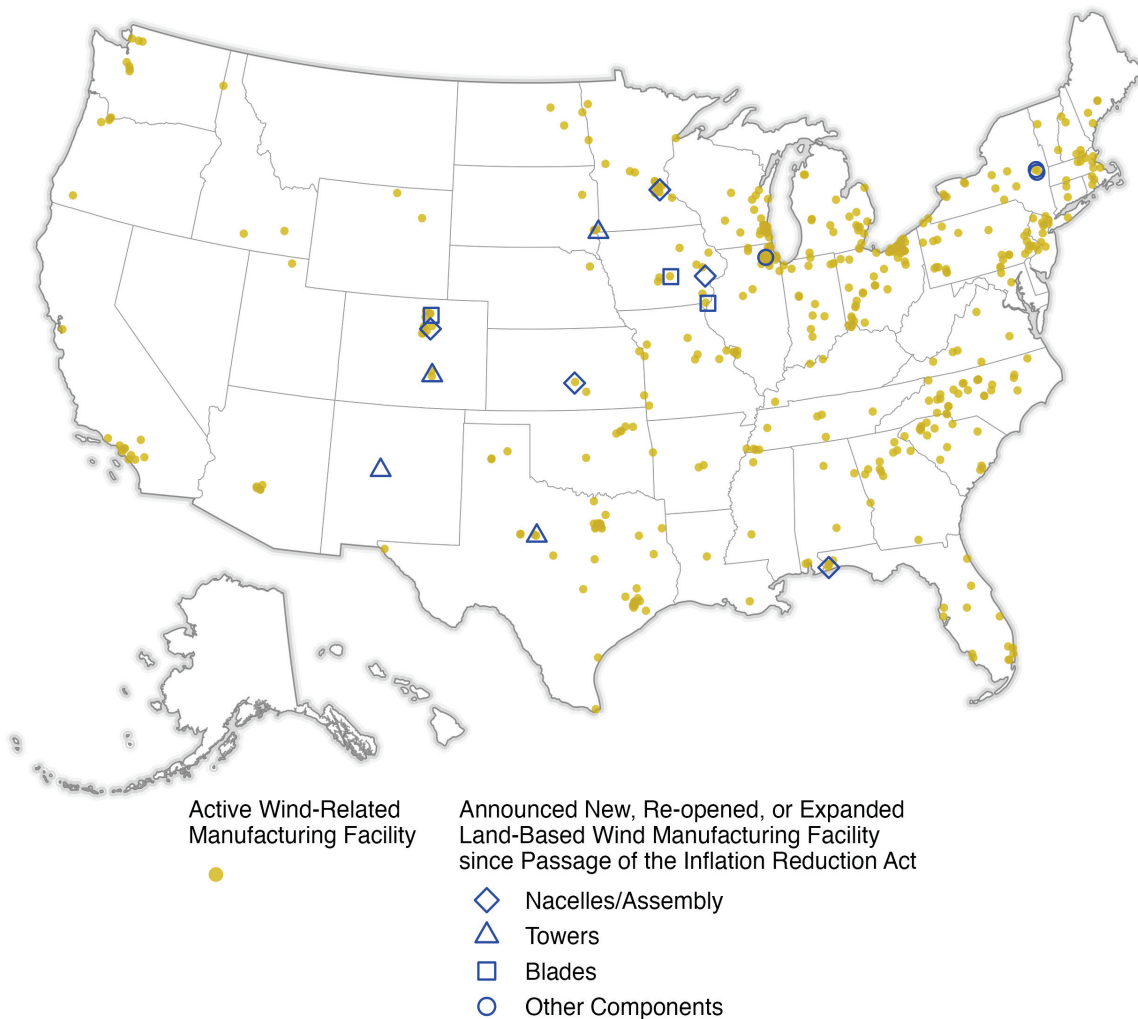 Active Wind-Related
Manufacturing Facility
Announced New, Re-opened, or Expanded
Land-Based Wind Manufacturing Facility
since Passage of the Inflation Reduction Act
Nacelles/Assembly
Towers
Blades
Other Components